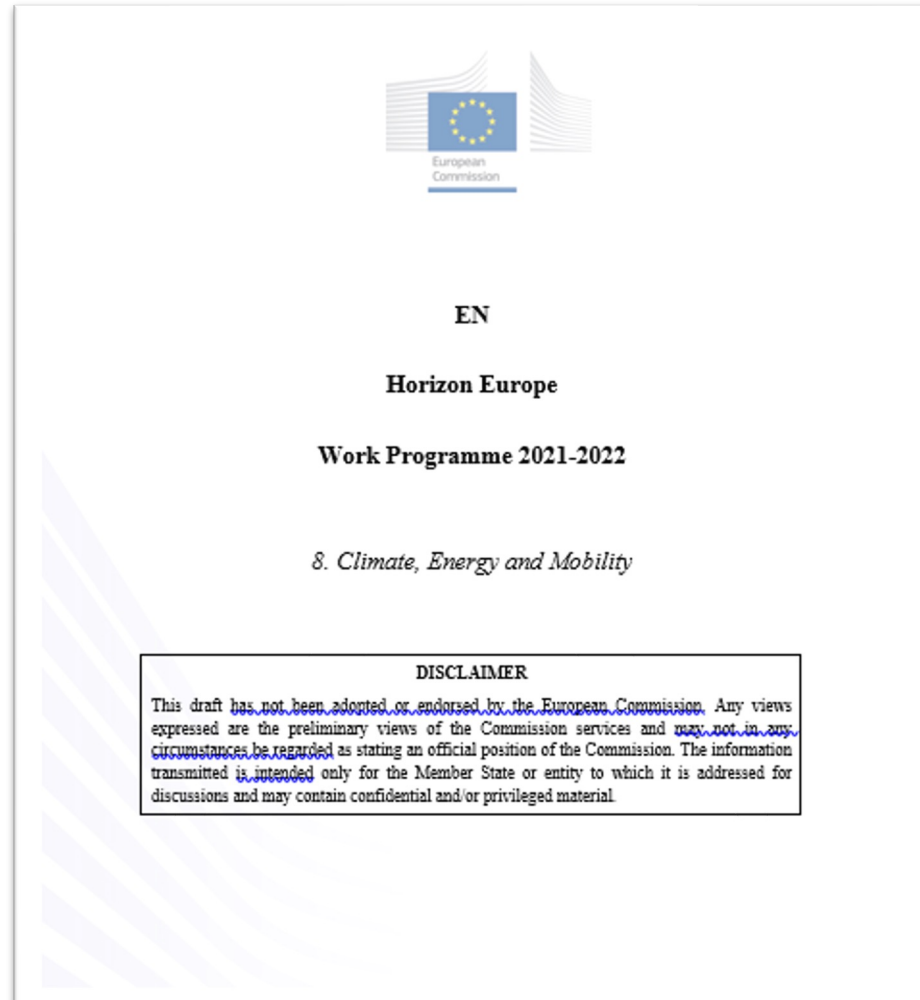 European
Commission
EN
Horizon Europe
Work Programme 2021-2022
8. Climate, Energy and Mobility
DISCLAIMER
This draft has not been adopted or endorsed by the European Commission. Any views
expressed are the preliminary views of the Commission services and may not in any
circumstances be regarded as stating an official position of the Commission. The information
transmitted is intended only for the Member State or entity to which it is addressed for
discussions and may contain confidential and/or privileged material.